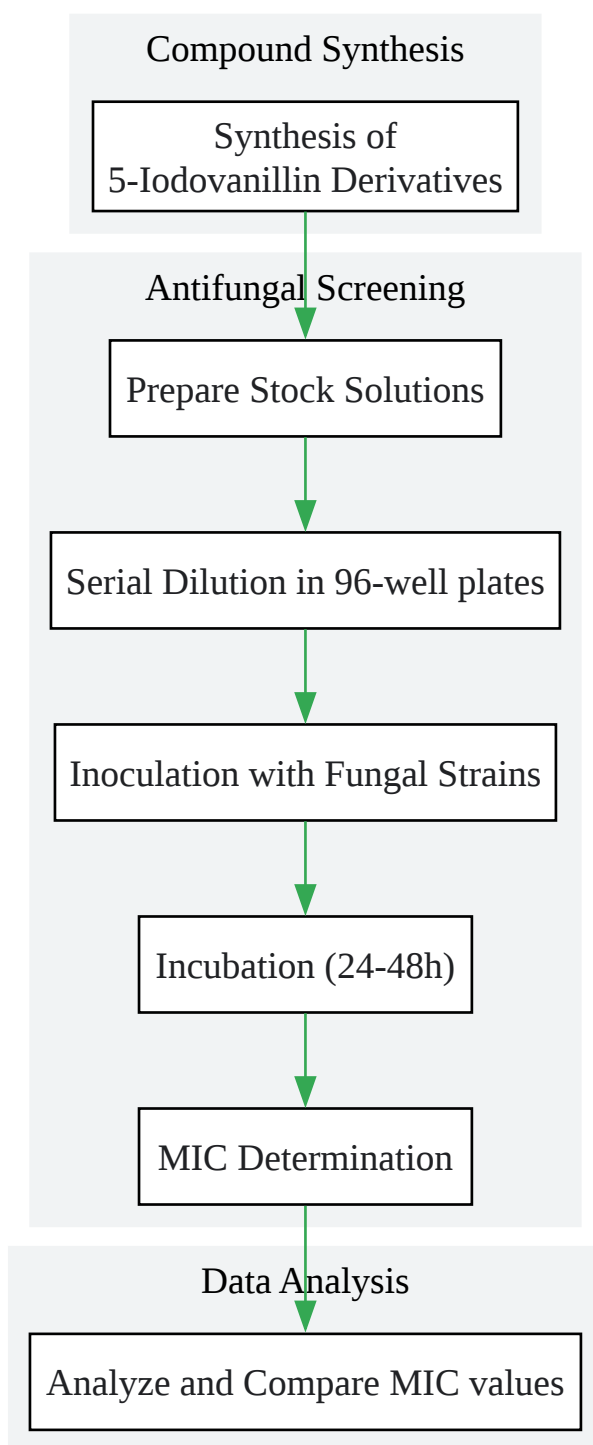 Compound Synthesis
Synthesis of
5-Iodovanillin Derivatives
Antifungal Screening
Prepare Stock Solutions
Serial Dilution in 96-well plates
Inoculation with Fungal Strains
Incubation (24-48h)
MIC Determination
Data Analysis
Analyze and Compare MIC values